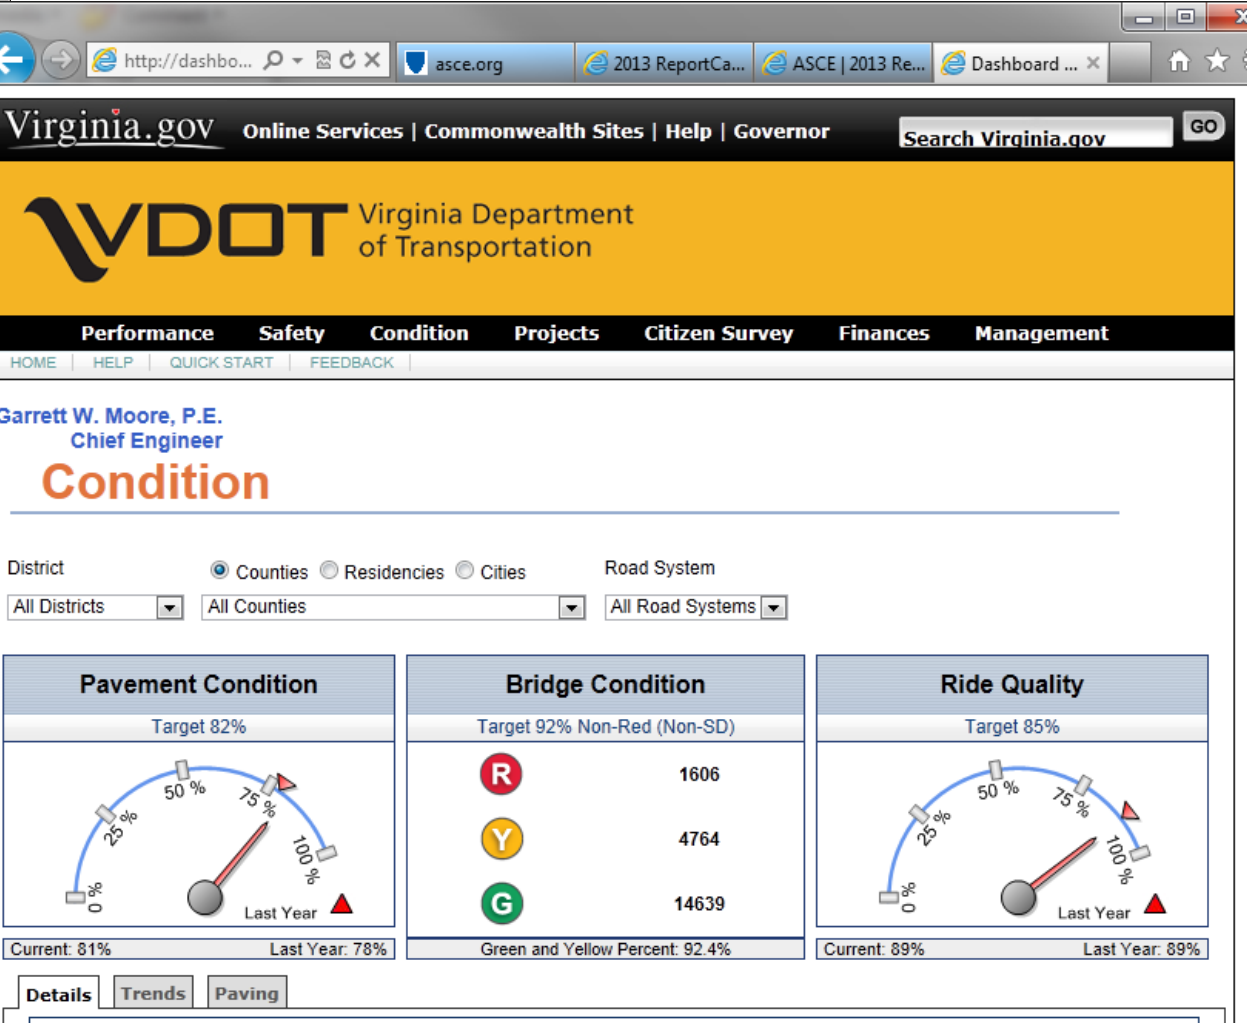 http://dashbo...
asce.org
2013 ReportCa...
ASCE | 2013 Re...
Dashboard ...
Virginia.gov
Online Services | Commonwealth Sites | Help | Governor
Search Virginia.gov
GO
VDOT
Virginia Department
of Transportation
Performance Safety Condition Projects Citizen Survey Finances Management
HOME | HELP | QUICK START | FEEDBACK |
Garrett W. Moore, P.E.
Chief Engineer
Condition
District Counties Residencies Cities Road System
All Districts All Counties All Road Systems
Pavement Condition
Target 82%
0% 25% 50% 75% 100%
Last Year
Current: 81% Last Year: 78%
Bridge Condition
Target 92% Non-Red (Non-SD)
R 1606
Y 4764
G 14639
Green and Yellow Percent: 92.4%
Ride Quality
Target 85%
0% 25% 50% 75% 100%
Last Year
Current: 89% Last Year: 89%
Details Trends Paving